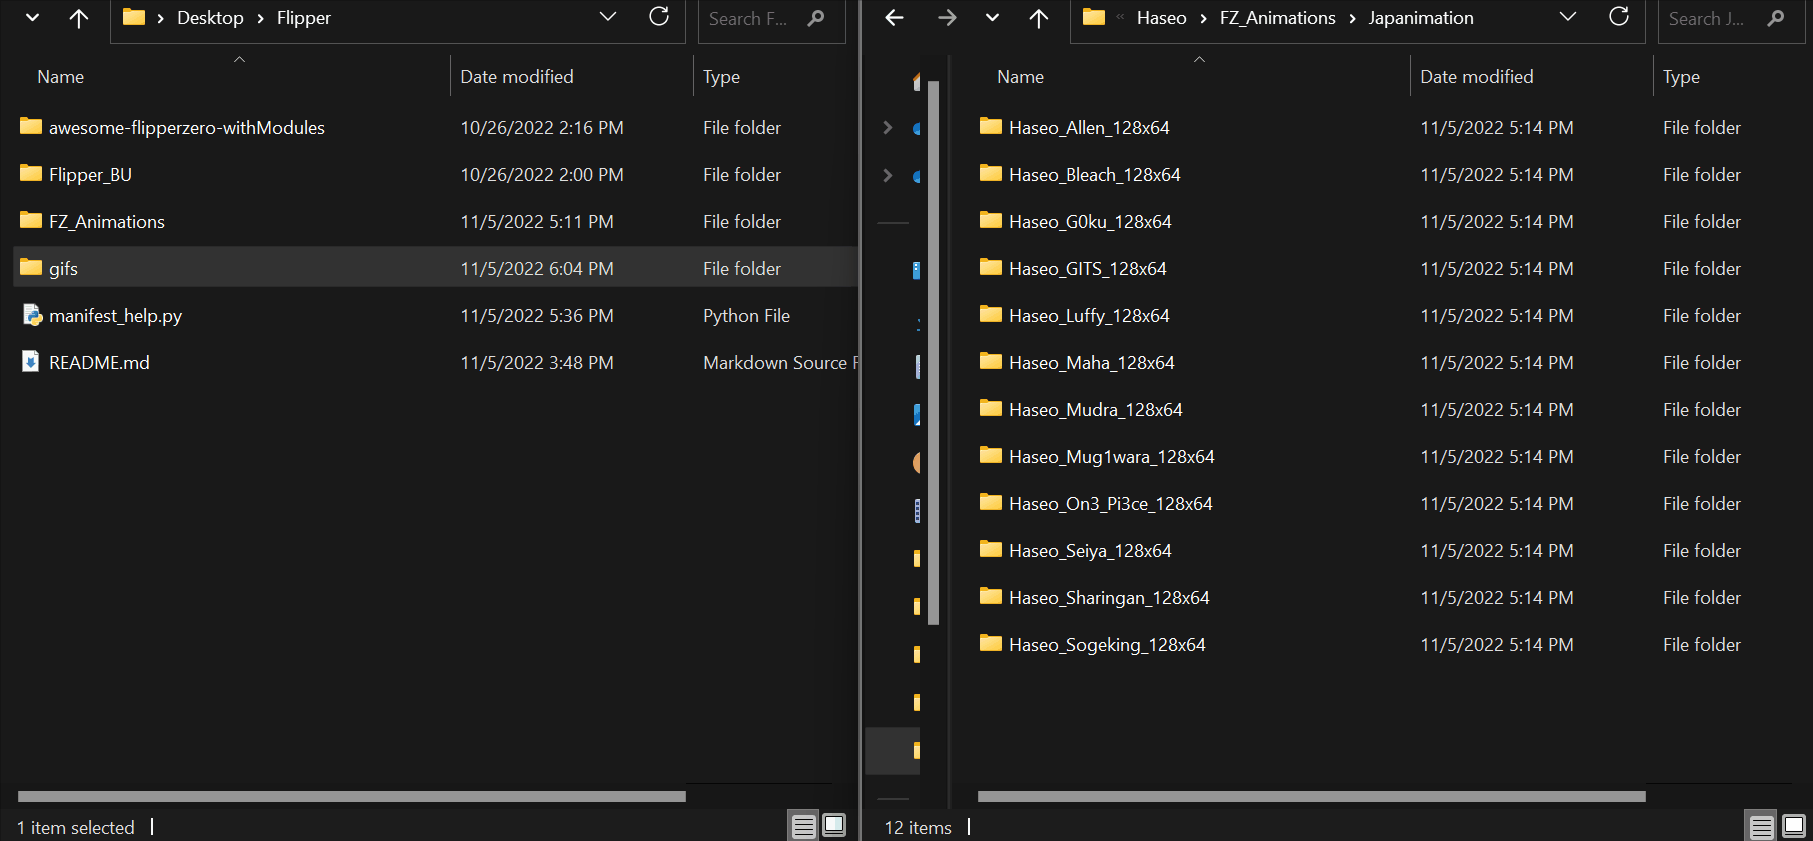 Desktop > Flipper
Search F...
Name
Date modified
Type
awesome-flipperzero-withModules 10/26/2022 2:16 PM File folder
Flipper_BU 10/26/2022 2:00 PM File folder
FZ_Animations 11/5/2022 5:11 PM File folder
gifs 11/5/2022 6:04 PM File folder
manifest_help.py 11/5/2022 5:36 PM Python File
README.md 11/5/2022 3:48 PM Markdown Source F
1 item selected
« Haseo > FZ_Animations > Japanimation
Search J...
Name
Date modified
Type
Haseo_Allen_128x64 11/5/2022 5:14 PM File folder
Haseo_Bleach_128x64 11/5/2022 5:14 PM File folder
Haseo_G0ku_128x64 11/5/2022 5:14 PM File folder
Haseo_GITS_128x64 11/5/2022 5:14 PM File folder
Haseo_Luffy_128x64 11/5/2022 5:14 PM File folder
Haseo_Maha_128x64 11/5/2022 5:14 PM File folder
Haseo_Mudra_128x64 11/5/2022 5:14 PM File folder
Haseo_Mug1wara_128x64 11/5/2022 5:14 PM File folder
Haseo_On3_Pi3ce_128x64 11/5/2022 5:14 PM File folder
Haseo_Seiya_128x64 11/5/2022 5:14 PM File folder
Haseo_Sharingan_128x64 11/5/2022 5:14 PM File folder
Haseo_Sogeking_128x64 11/5/2022 5:14 PM File folder
12 items